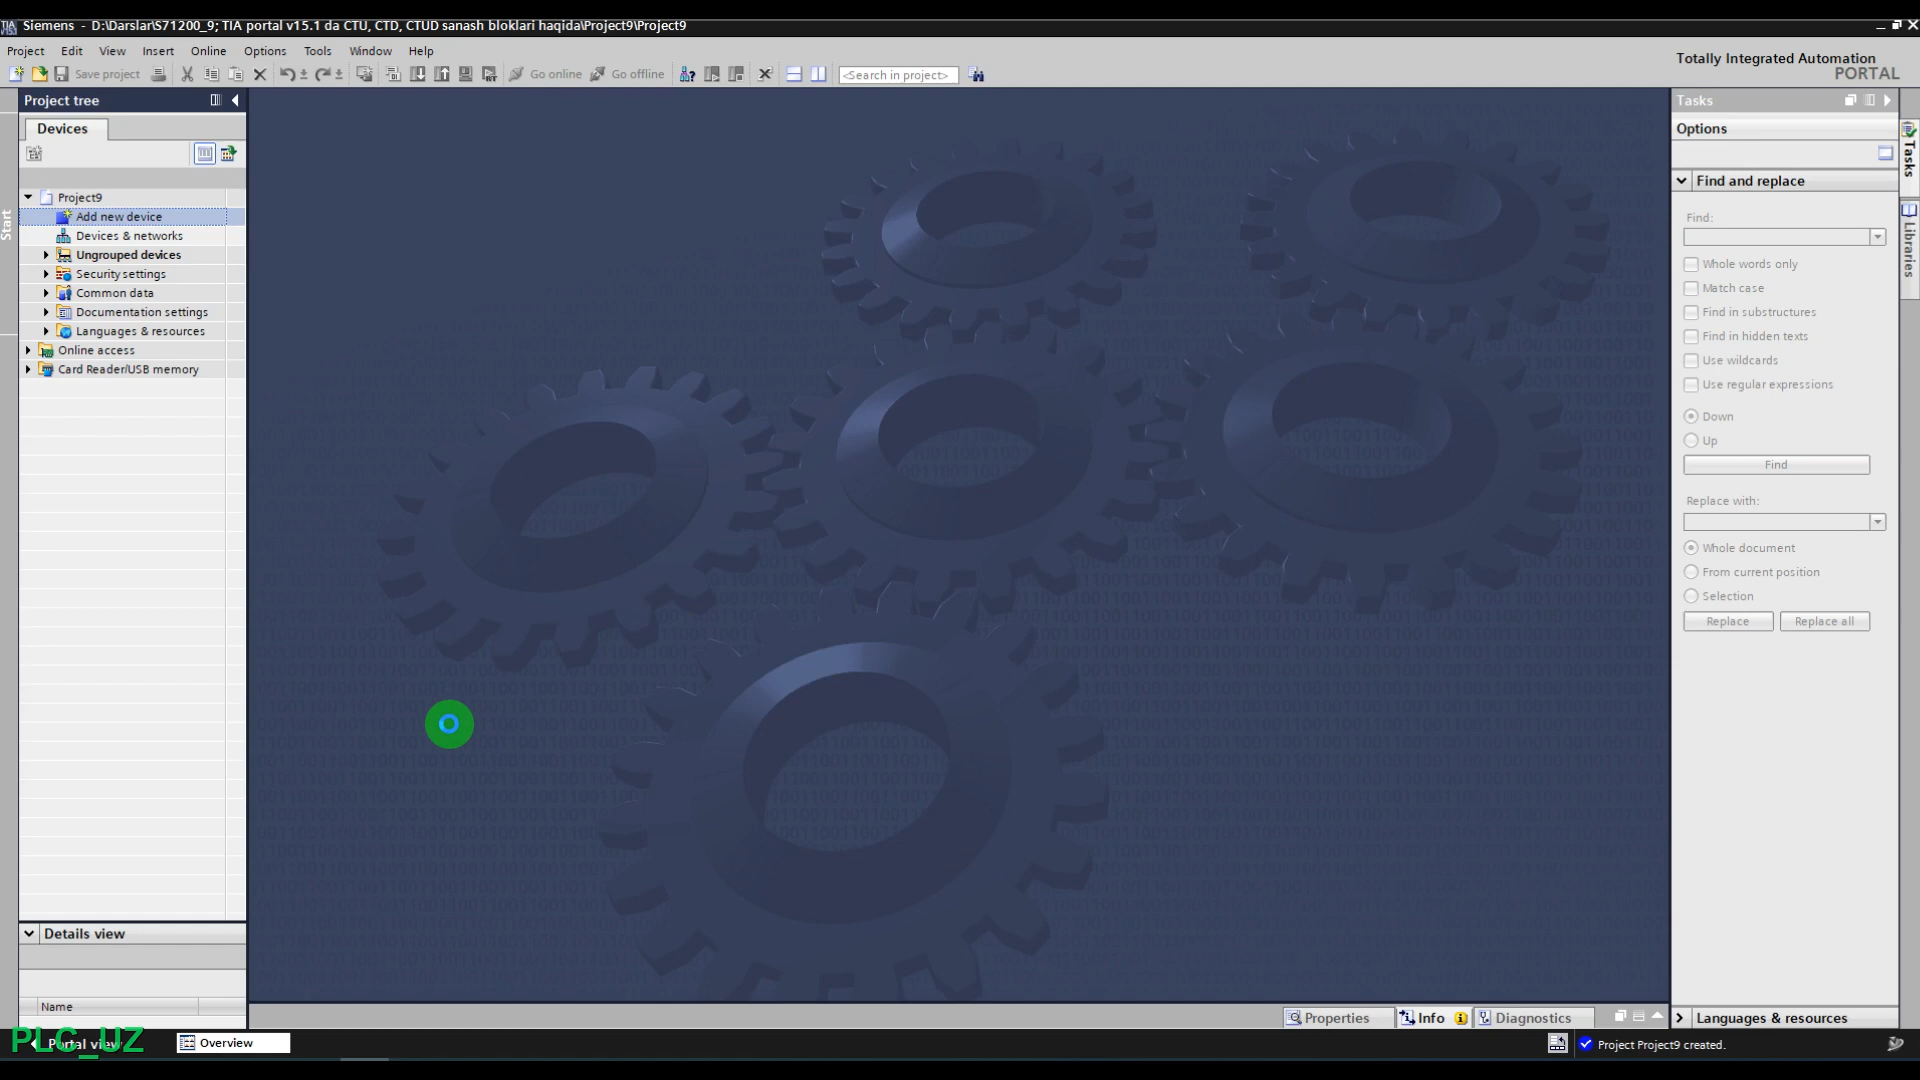 Siemens - D:\Darslar\S71200_9; TIA portal v15.1 da CTU, CTD, CTUD sanash bloklari haqida\Project9\Project9
Project Edit View Insert Online Options Tools Window Help
Totally Integrated Automation
PORTAL
Save project
Go online
Go offline
<Search in project>
Project tree
Devices
Start
Project9
Add new device
Devices & networks
Ungrouped devices
Security settings
Common data
Documentation settings
Languages & resources
Online access
Card Reader/USB memory
Details view
Name
Tasks
Options
Find and replace
Find:
Whole words only
Match case
Find in substructures
Find in hidden texts
Use wildcards
Use regular expressions
Down
Up
Find
Replace with:
Whole document
From current position
Selection
Replace
Replace all
Languages & resources
Tasks
Libraries
Properties
Info
Diagnostics
PLC_UZ
Portal view
Overview
Project Project9 created.